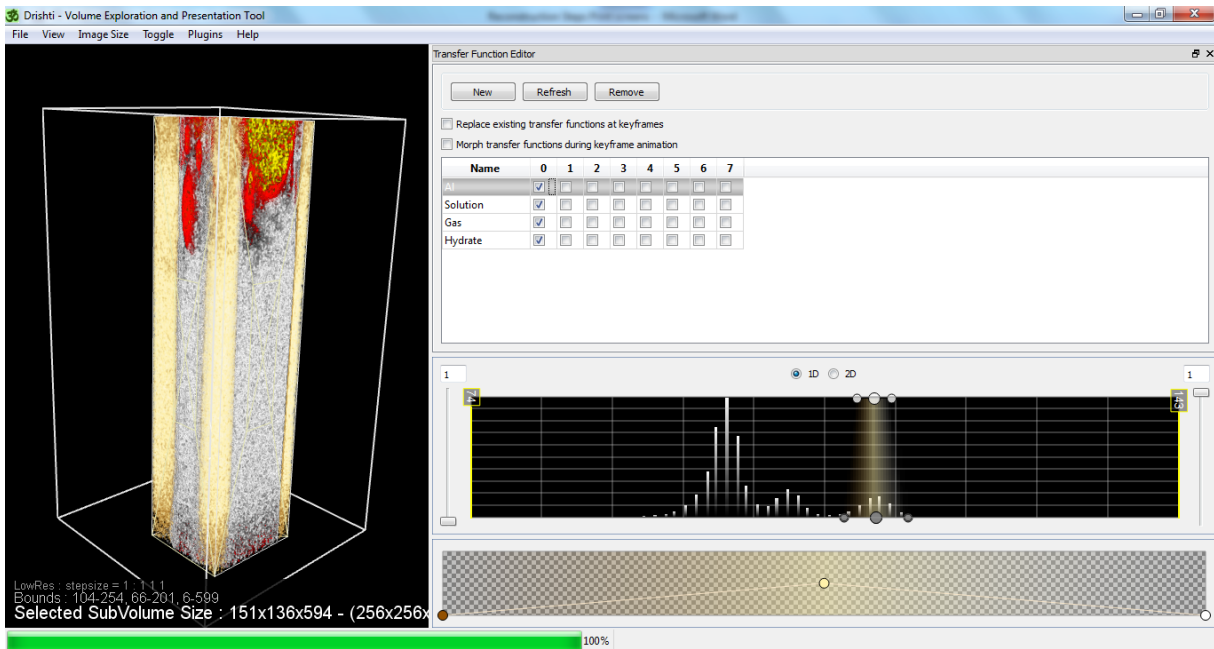 Drishti - Volume Exploration and Presentation Tool
File View Image Size Toggle Plugins Help
Transfer Function Editor
New Refresh Remove
Replace existing transfer functions at keyframes
Morph transfer functions during keyframe animation
Name 0 1 2 3 4 5 6 7
Al
Solution
Gas
Hydrate
1 1D 2D 1
74 143
LowRes : stepsize = 1 : 1 1 1
Bounds : 104-254, 66-201, 6-599
Selected SubVolume Size : 151x136x594 - (256x256x
100%